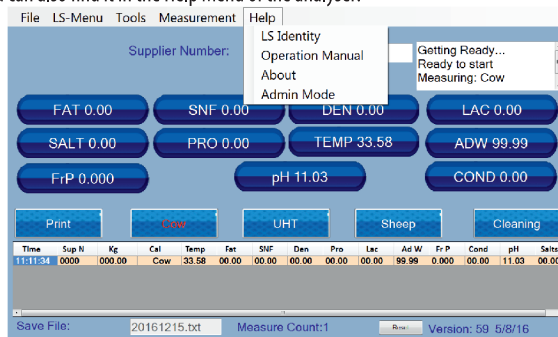 can also find it in the Help menu of the analyser.
File LS-Menu Tools Measurement Help
LS Identity
Operation Manual
About
Admin Mode
Supplier Number:
Getting Ready...
Ready to start
Measuring: Cow
FAT 0.00 SNF 0.00 DEN 0.00 LAC 0.00
SALT 0.00 PRO 0.00 TEMP 33.58 ADW 99.99
FrP 0.000 pH 11.03 COND 0.00
Print Cow UHT Sheep Cleaning
Time Sup N Kg Cal Temp Fat SNF Den Pro Lac Ad W Fr P Cond pH Salts
11:11:34 0000 000.00 Cow 33.58 00.00 00.00 00.00 00.00 00.00 99.99 0.000 00.00 11.03 00.00
Save File: 20161215.txt Measure Count:1 Version: 59 5/8/16